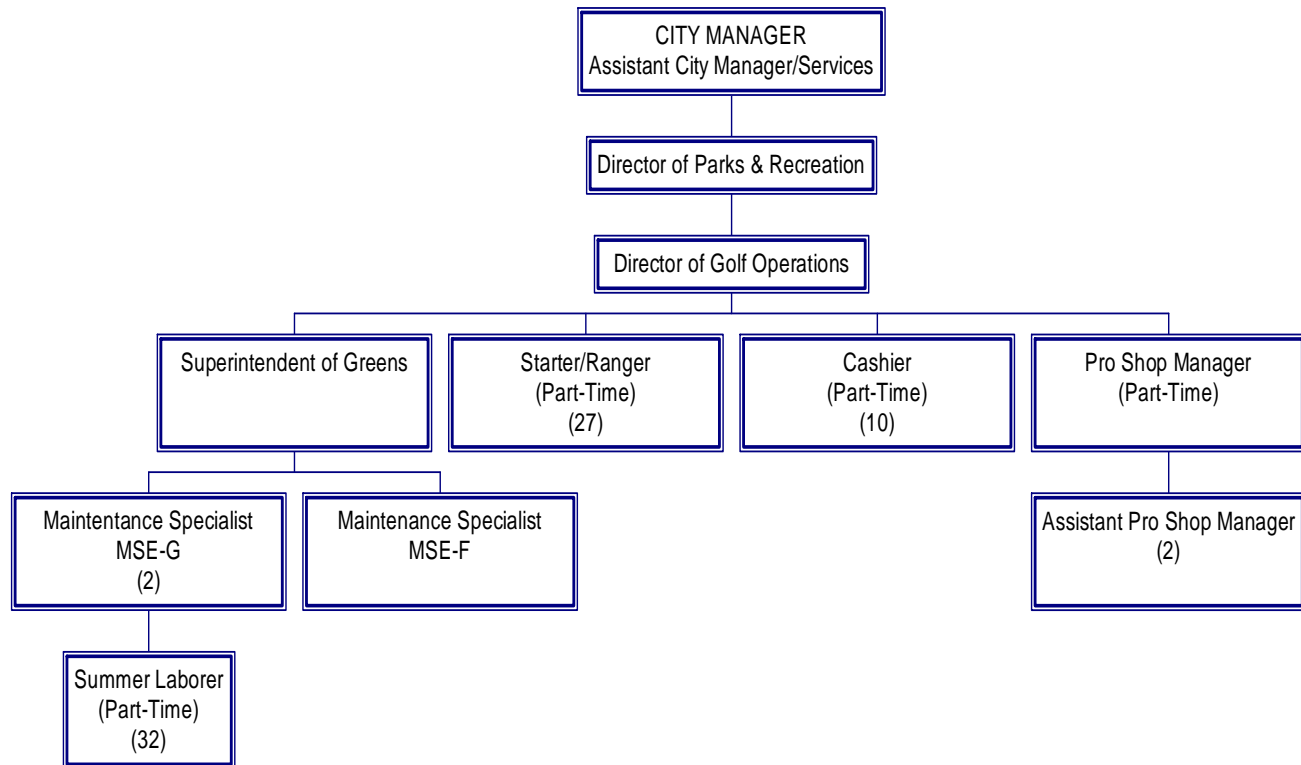 CITY MANAGER
Assistant City Manager/Services
Director of Parks & Recreation
Director of Golf Operations
Superintendent of Greens
Starter/Ranger
(Part-Time)
(27)
Cashier
(Part-Time)
(10)
Pro Shop Manager
(Part-Time)
Maintentance Specialist
MSE-G
(2)
Maintenance Specialist
MSE-F
Assistant Pro Shop Manager
(2)
Summer Laborer
(Part-Time)
(32)